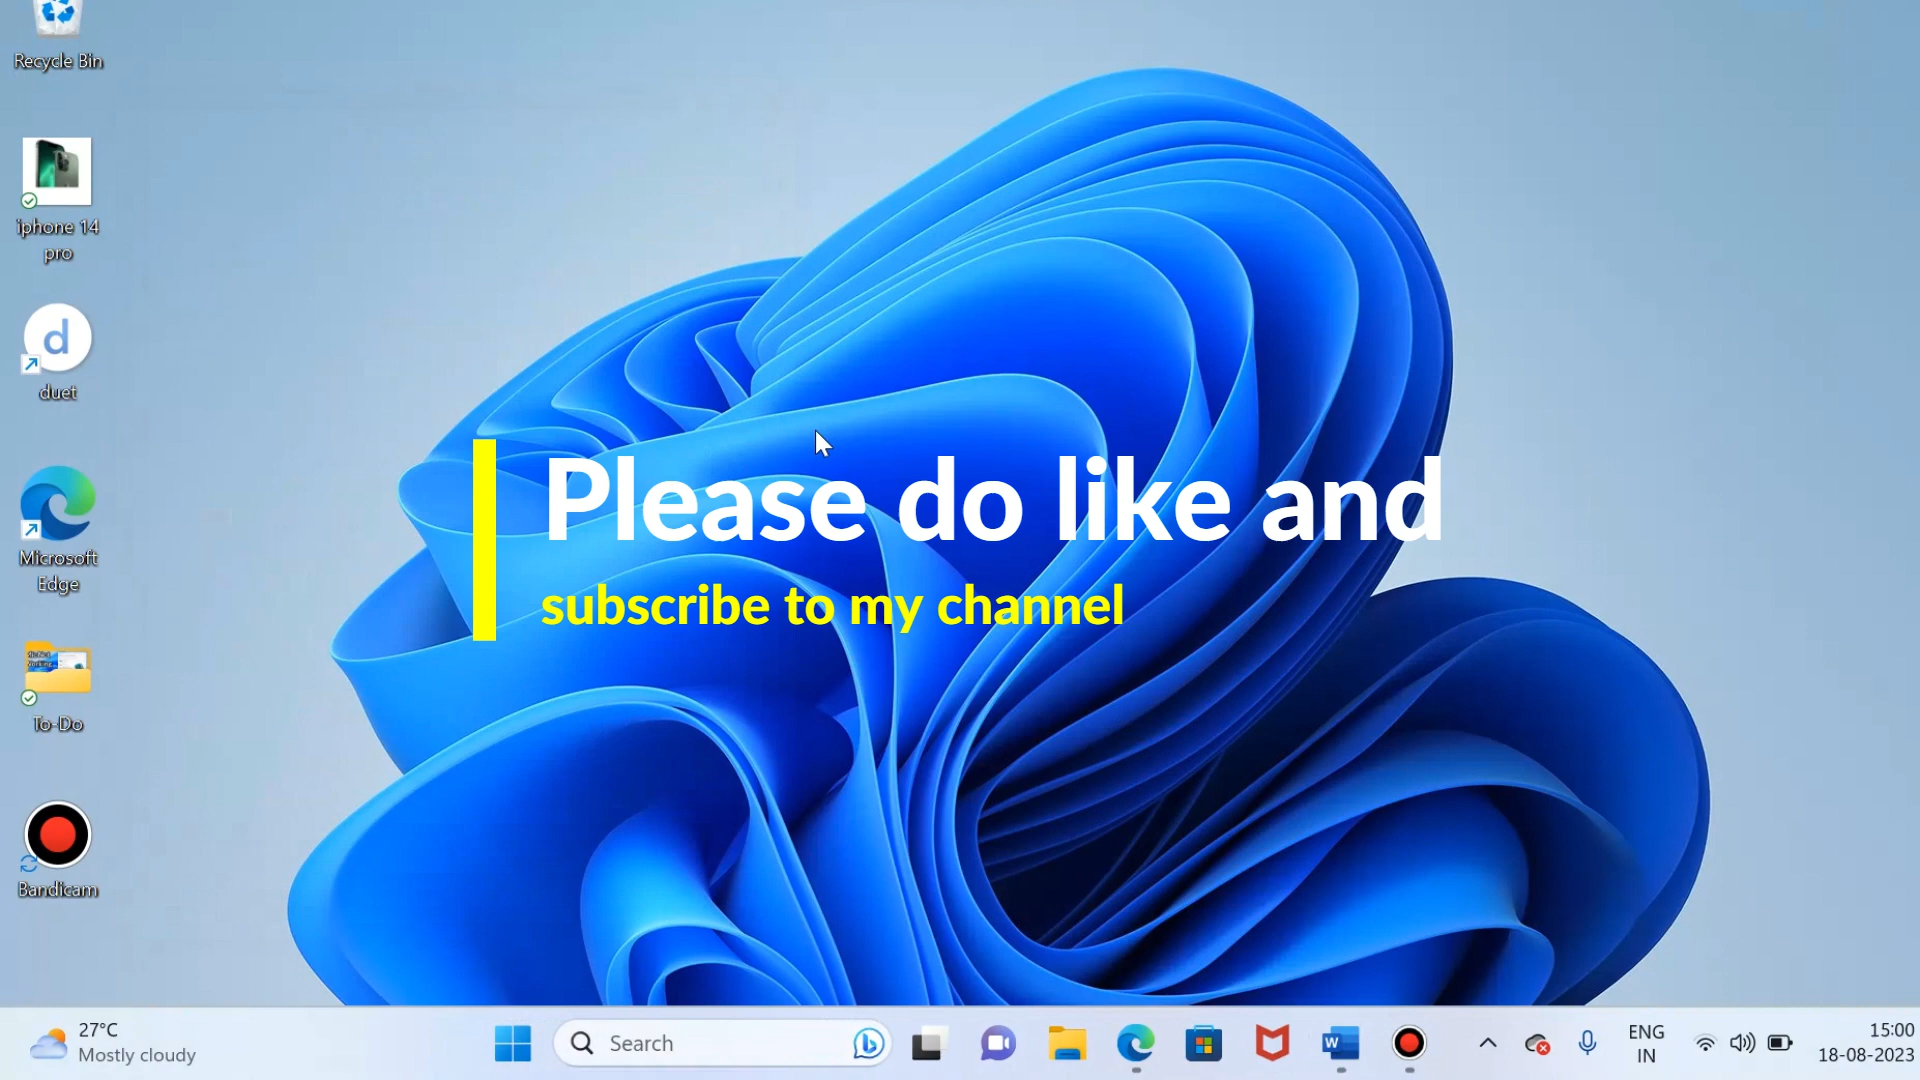 Recycle Bin
iphone 14
pro
d
duet
Microsoft
Edge
To-Do
Bandicam
Please do like and
subscribe to my channel
27°C
Mostly cloudy
Search
W
ENG
IN
15:00
18-08-2023